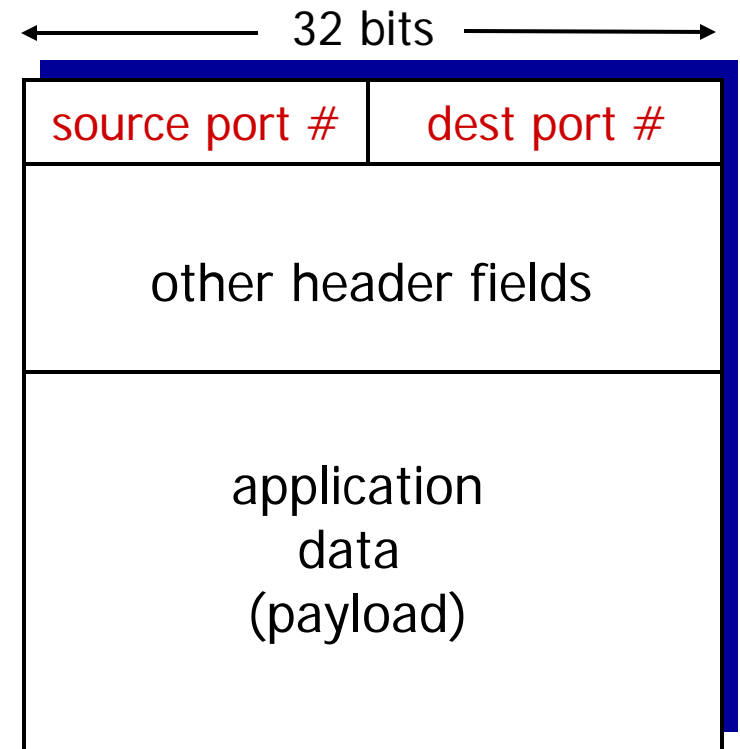 32 bits
source port #
dest port #
other header fields
application
data
(payload)